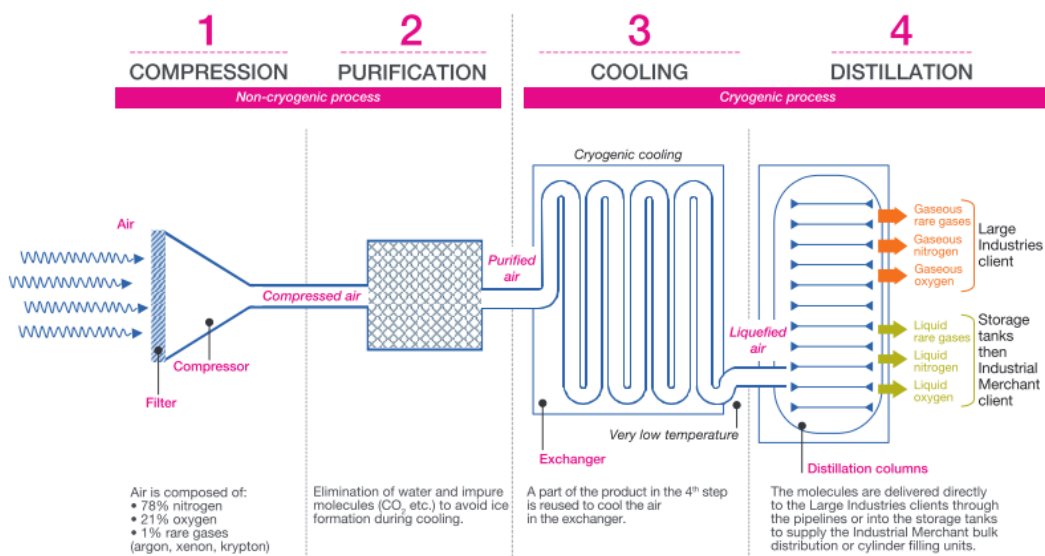 1
COMPRESSION
2
PURIFICATION
3
COOLING
4
DISTILLATION
Non-cryogenic process
Cryogenic process
Air
Compressed air
Compressor
Filter
Purified
air
Cryogenic cooling
Liquefied
air
Very low temperature
Exchanger
Gaseous
rare gases
Gaseous
nitrogen
Gaseous
oxygen
Large
Industries
client
Liquid
rare gases
Liquid
nitrogen
Liquid
oxygen
Storage
tanks
then
Industrial
Merchant
client
Distillation columns
Air is composed of:
• 78% nitrogen
• 21% oxygen
• 1% rare gases
(argon, xenon, krypton)
Elimination of water and impure
molecules (CO₂ etc.) to avoid ice
formation during cooling.
A part of the product in the 4th step
is reused to cool the air
in the exchanger.
The molecules are delivered directly
to the Large Industries clients through
the pipelines or into the storage tanks
to supply the Industrial Merchant bulk
distribution or cylinder filling units.